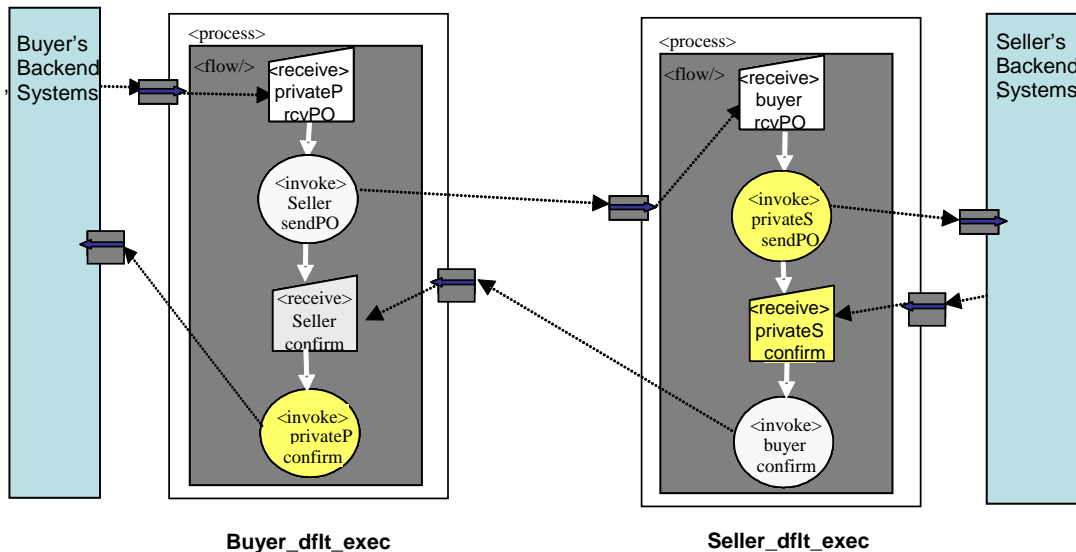 Buyer's
Backend
Systems
,
<process>
<flow/>
<receive>
privateP
rcvPO
<invoke>
Seller
sendPO
<receive>
Seller
confirm
<invoke>
privateP
confirm
Buyer_dflt_exec
<process>
<flow/>
<receive>
buyer
rcvPO
<invoke>
privateS
sendPO
<receive>
privateS
confirm
<invoke>
buyer
confirm
Seller_dflt_exec
Seller's
Backend
Systems
,